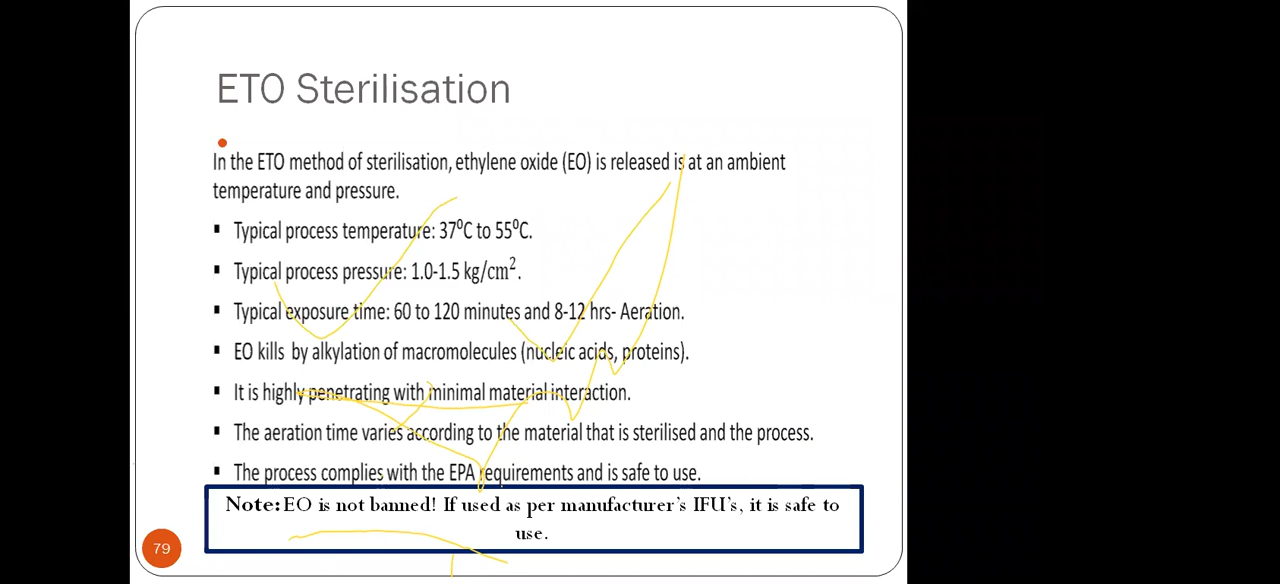 ETO Sterilisation
In the ETO method of sterilisation, ethylene oxide (EO) is released is at an ambient
temperature and pressure.
▪ Typical process temperature: 37⁰C to 55⁰C.
▪ Typical process pressure: 1.0-1.5 kg/cm².
▪ Typical exposure time: 60 to 120 minutes and 8-12 hrs- Aeration.
▪ EO kills by alkylation of macromolecules (nucleic acids, proteins).
▪ It is highly penetrating with minimal material interaction.
▪ The aeration time varies according to the material that is sterilised and the process.
▪ The process complies with the EPA requirements and is safe to use.
Note: EO is not banned! If used as per manufacturer's IFU's, it is safe to
use.
79